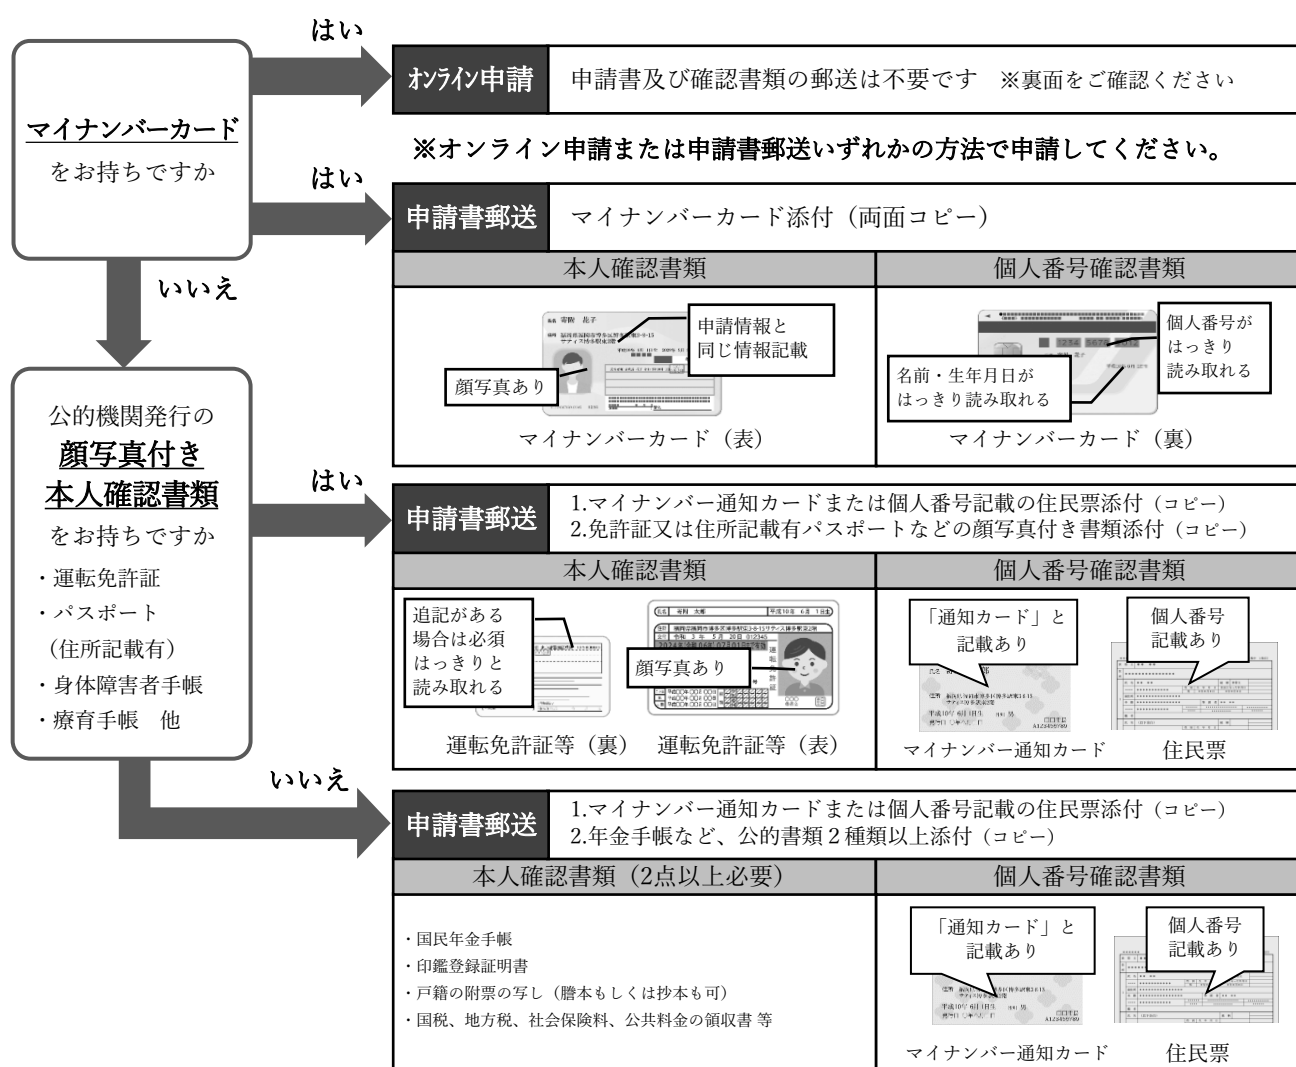 はい
マイナンバーカード
をお持ちですか
オンライン申請
申請書及び確認書類の郵送は不要です ※裏面をご確認ください
※オンライン申請または申請書郵送いずれかの方法で申請してください。
はい
申請書郵送
マイナンバーカード添付(両面コピー)
本人確認書類
個人番号確認書類
申請情報と
同じ情報記載
顔写真あり
マイナンバーカード(表)
個人番号が
はっきり
読み取れる
名前・生年月日が
はっきり読み取れる
マイナンバーカード(裏)
いいえ
公的機関発行の
顔写真付き
本人確認書類
をお持ちですか
・運転免許証
・パスポート
(住所記載有)
・身体障害者手帳
・療育手帳 他
はい
申請書郵送
1.マイナンバー通知カードまたは個人番号記載の住民票添付(コピー)
2.免許証又は住所記載有パスポートなどの顔写真付き書類添付(コピー)
本人確認書類
個人番号確認書類
追記がある
場合は必須
はっきりと
読み取れる
運転免許証等(裏)
顔写真あり
運転免許証等(表)
「通知カード」と
記載あり
マイナンバー通知カード
個人番号
記載あり
住民票
いいえ
申請書郵送
1.マイナンバー通知カードまたは個人番号記載の住民票添付(コピー)
2.年金手帳など、公的書類2種類以上添付(コピー)
本人確認書類(2点以上必要)
個人番号確認書類
・国民年金手帳
・印鑑登録証明書
・戸籍の附票の写し(謄本もしくは抄本も可)
・国税、地方税、社会保険料、公共料金の領収書 等
「通知カード」と
記載あり
マイナンバー通知カード
個人番号
記載あり
住民票